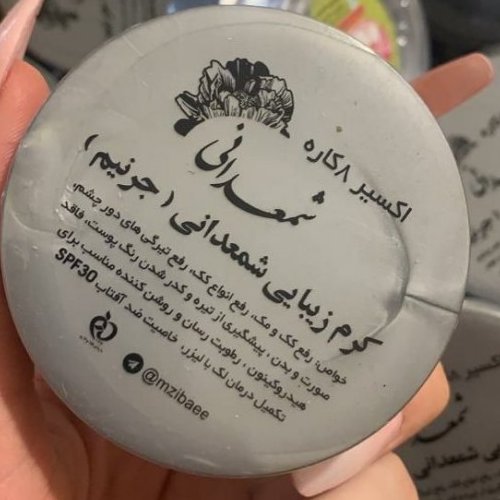 اکسیر ۸ کاره
شمعدانی
کرم زیبایی شمعدانی ( جرنیم )
خواص: رفع کک و مک، رفع انواع لک، رفع تیرگی های دور چشم،
صورت و بدن، پیشگیری از تیره و کدر شدن رنگ پوست، فاقد
هیدروکینون، رطوبت رسان و روشن کننده مناسب برای
تکمیل درمان لک با لیزر، خاصیت ضد آفتاب SPF30
@mzibaee
اکسیر ۸